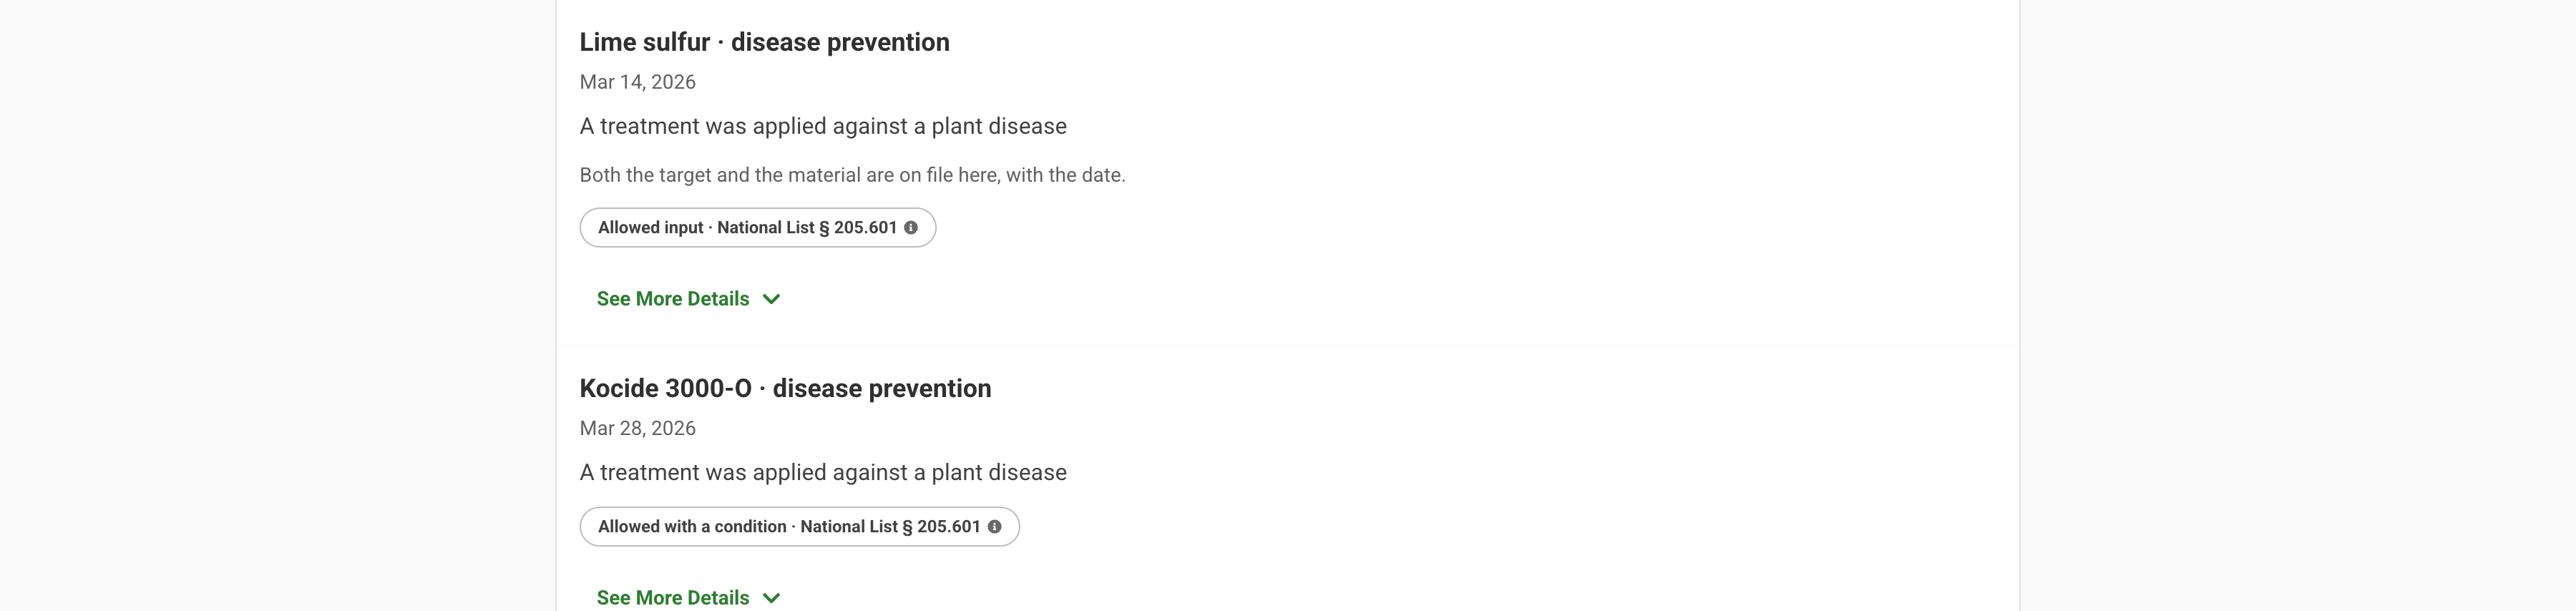 Lime sulfur · disease prevention
Mar 14, 2026
A treatment was applied against a plant disease
Both the target and the material are on file here, with the date.
Allowed input · National List § 205.601
See More Details
Kocide 3000-O · disease prevention
Mar 28, 2026
A treatment was applied against a plant disease
Allowed with a condition · National List § 205.601
See More Details